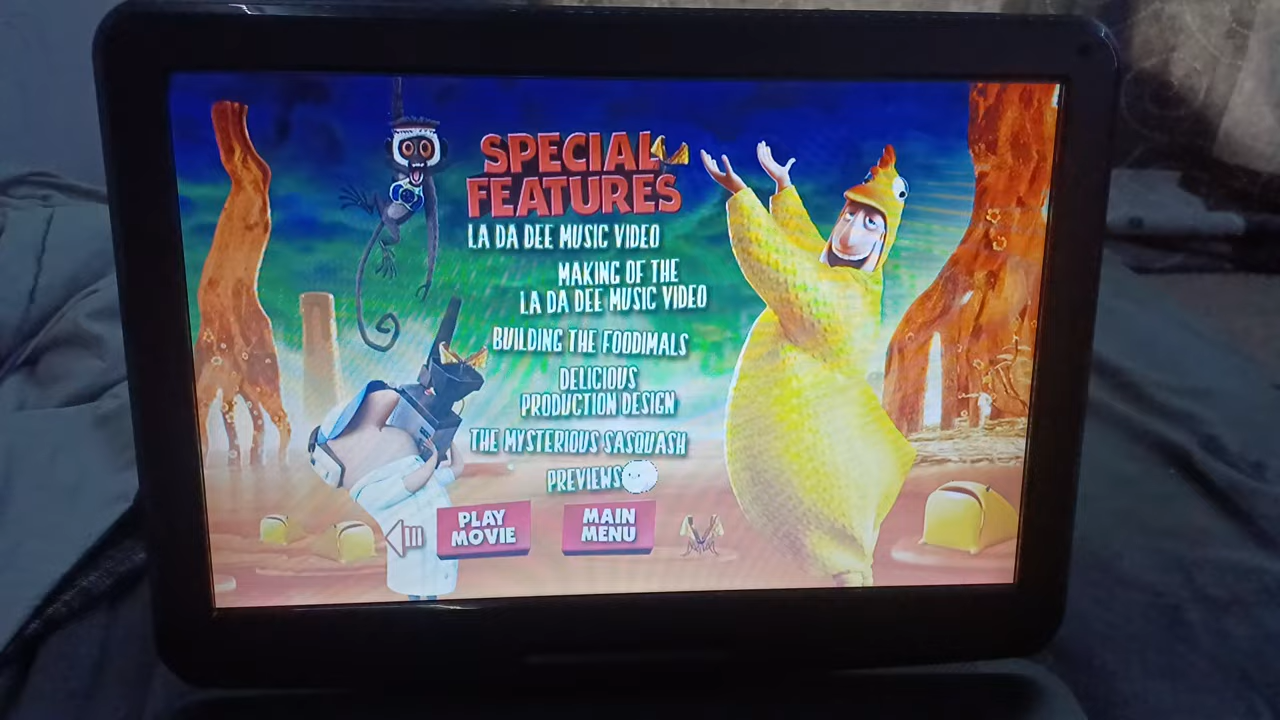 SPECIAL
FEATURES
LA DA DEE MUSIC VIDEO
MAKING OF THE
LA DA DEE MUSIC VIDEO
BUILDING THE FOODIMALS
DELICIOUS
PRODUCTION DESIGN
THE MYSTERIOUS SASQUASH
PREVIEWS
PLAY
MOVIE
MAIN
MENU